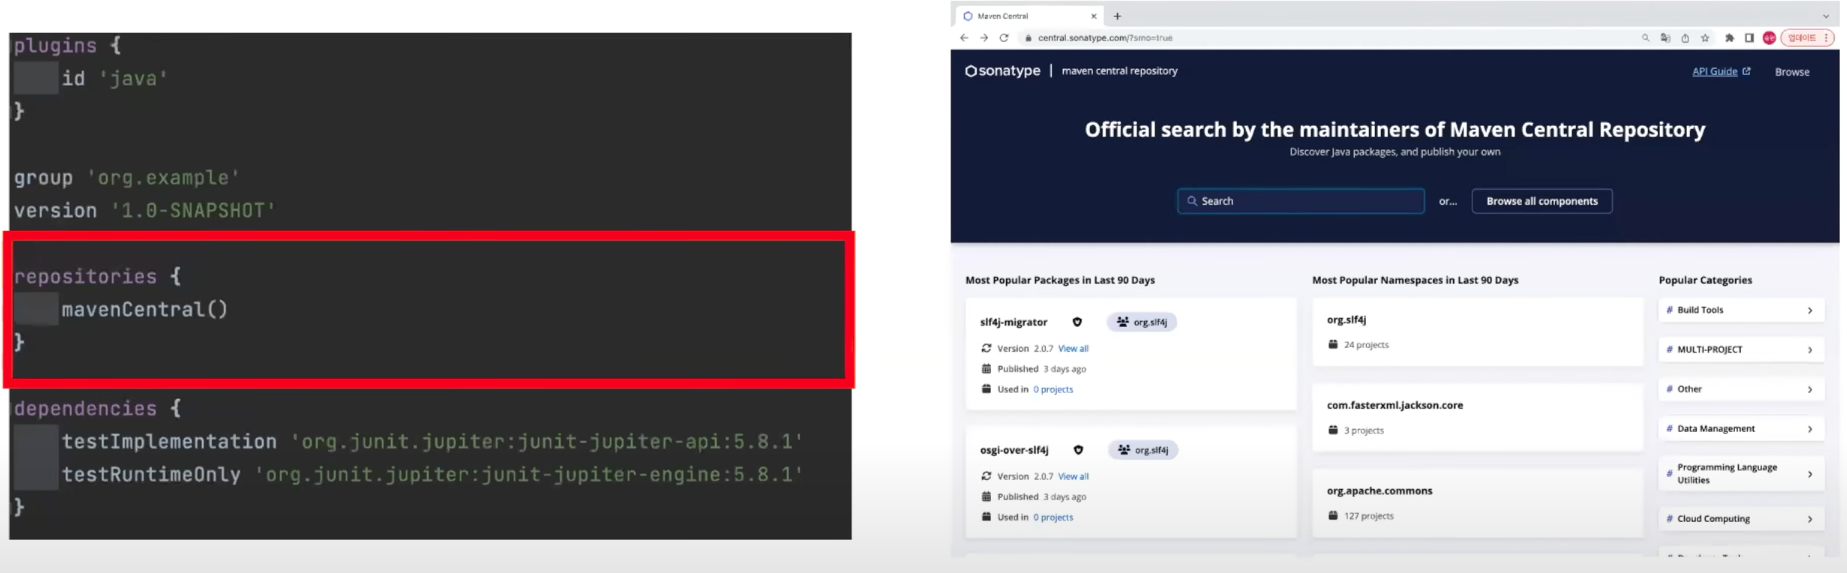 plugins {
id 'java'
}
group 'org.example'
version '1.0-SNAPSHOT'
repositories {
mavenCentral()
}
dependencies {
testImplementation 'org.junit.jupiter:junit-jupiter-api:5.8.1'
testRuntimeOnly 'org.junit.jupiter:junit-jupiter-engine:5.8.1'
}
Maven Central
central.sonatype.com/?smo=true
업데이트
sonatype | maven central repository
API Guide
Browse
Official search by the maintainers of Maven Central Repository
Discover Java packages, and publish your own
Search
or...
Browse all components
Most Popular Packages in Last 90 Days
slf4j-migrator
org.slf4j
Version 2.0.7 View all
Published 3 days ago
Used in 0 projects
osgi-over-slf4j
org.slf4j
Version 2.0.7 View all
Published 3 days ago
Used in 0 projects
Most Popular Namespaces in Last 90 Days
org.slf4j
24 projects
com.fasterxml.jackson.core
3 projects
org.apache.commons
127 projects
Popular Categories
# Build Tools
# MULTI-PROJECT
# Other
# Data Management
# Programming Language
Utilities
# Cloud Computing